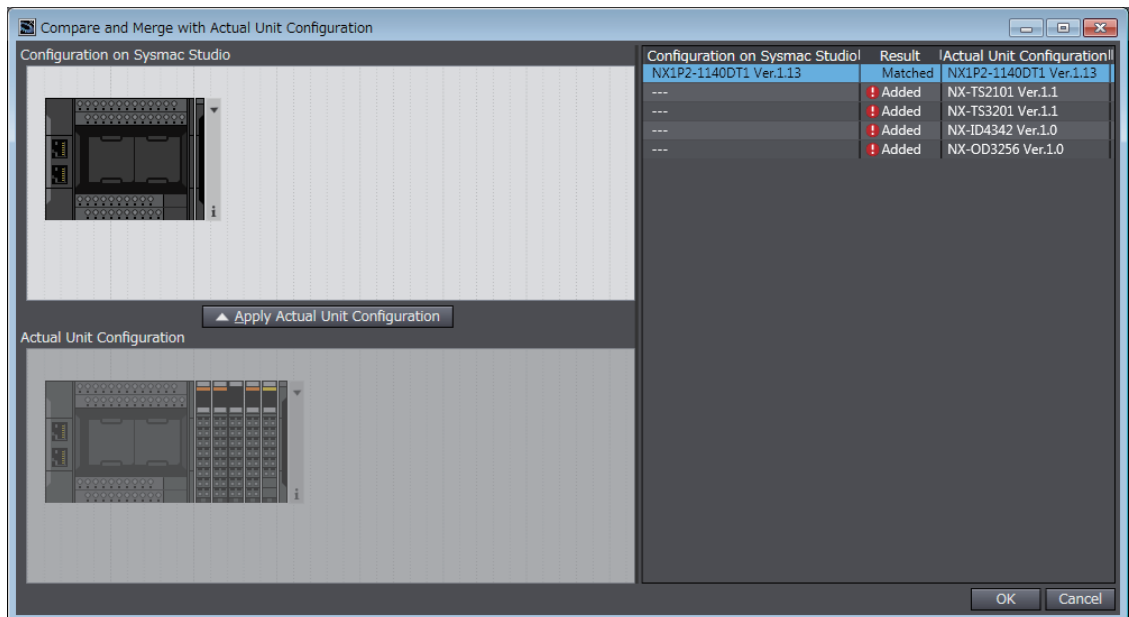 Compare and Merge with Actual Unit Configuration
Configuration on Sysmac Studio
Apply Actual Unit Configuration
Actual Unit Configuration
Configuration on Sysmac Studio Result Actual Unit Configuration
NX1P2-1140DT1 Ver.1.13 Matched NX1P2-1140DT1 Ver.1.13
--- Added NX-TS2101 Ver.1.1
--- Added NX-TS3201 Ver.1.1
--- Added NX-ID4342 Ver.1.0
--- Added NX-OD3256 Ver.1.0
OK Cancel